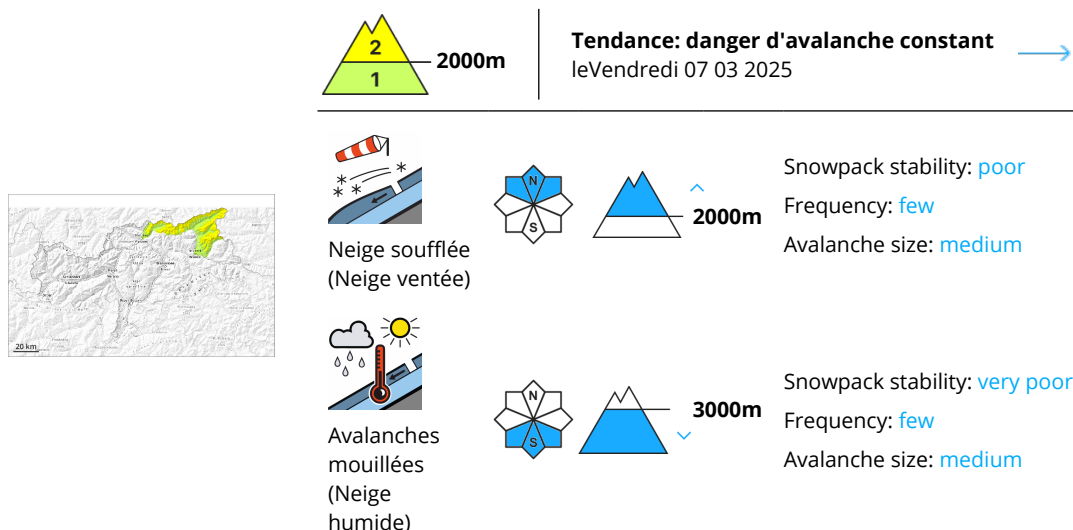 2
1
2000m
Tendance: danger d'avalanche constant
leVendredi 07 03 2025
N
S
2000m
Snowpack stability: poor
Frequency: few
Avalanche size: medium
Neige soufflée
(Neige ventée)
20 km
N
S
3000m
Snowpack stability: very poor
Frequency: few
Avalanche size: medium
Avalanches
mouillées
(Neige
humide)